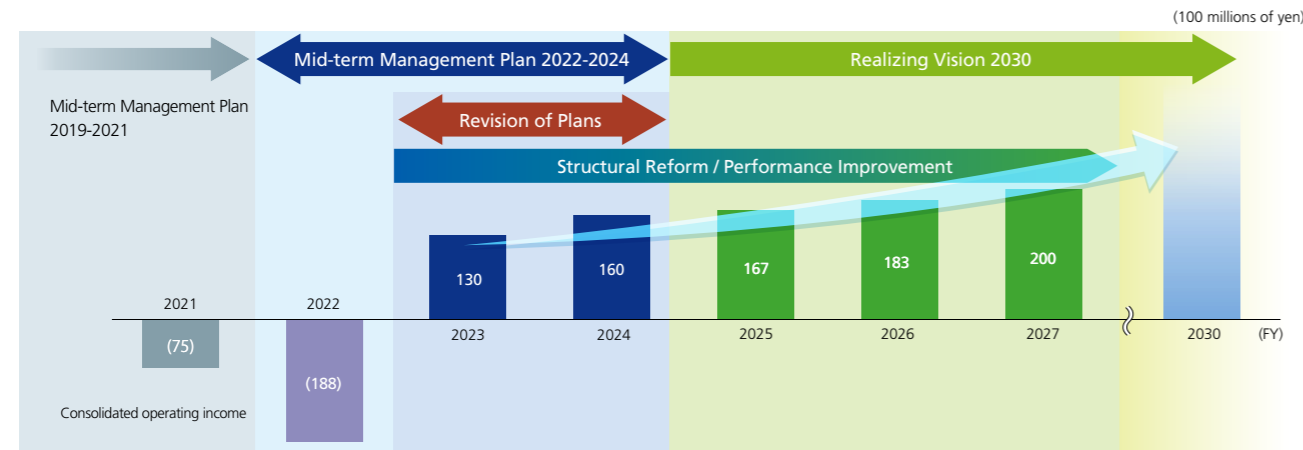 (100 millions of yen)
Mid-term Management Plan 2022-2024
Realizing Vision 2030
Mid-term Management Plan
2019-2021
Revision of Plans
Structural Reform / Performance Improvement
130
160
167
183
200
2021
2022
(75)
(188)
2023
2024
2025
2026
2027
2030
(FY)
Consolidated operating income